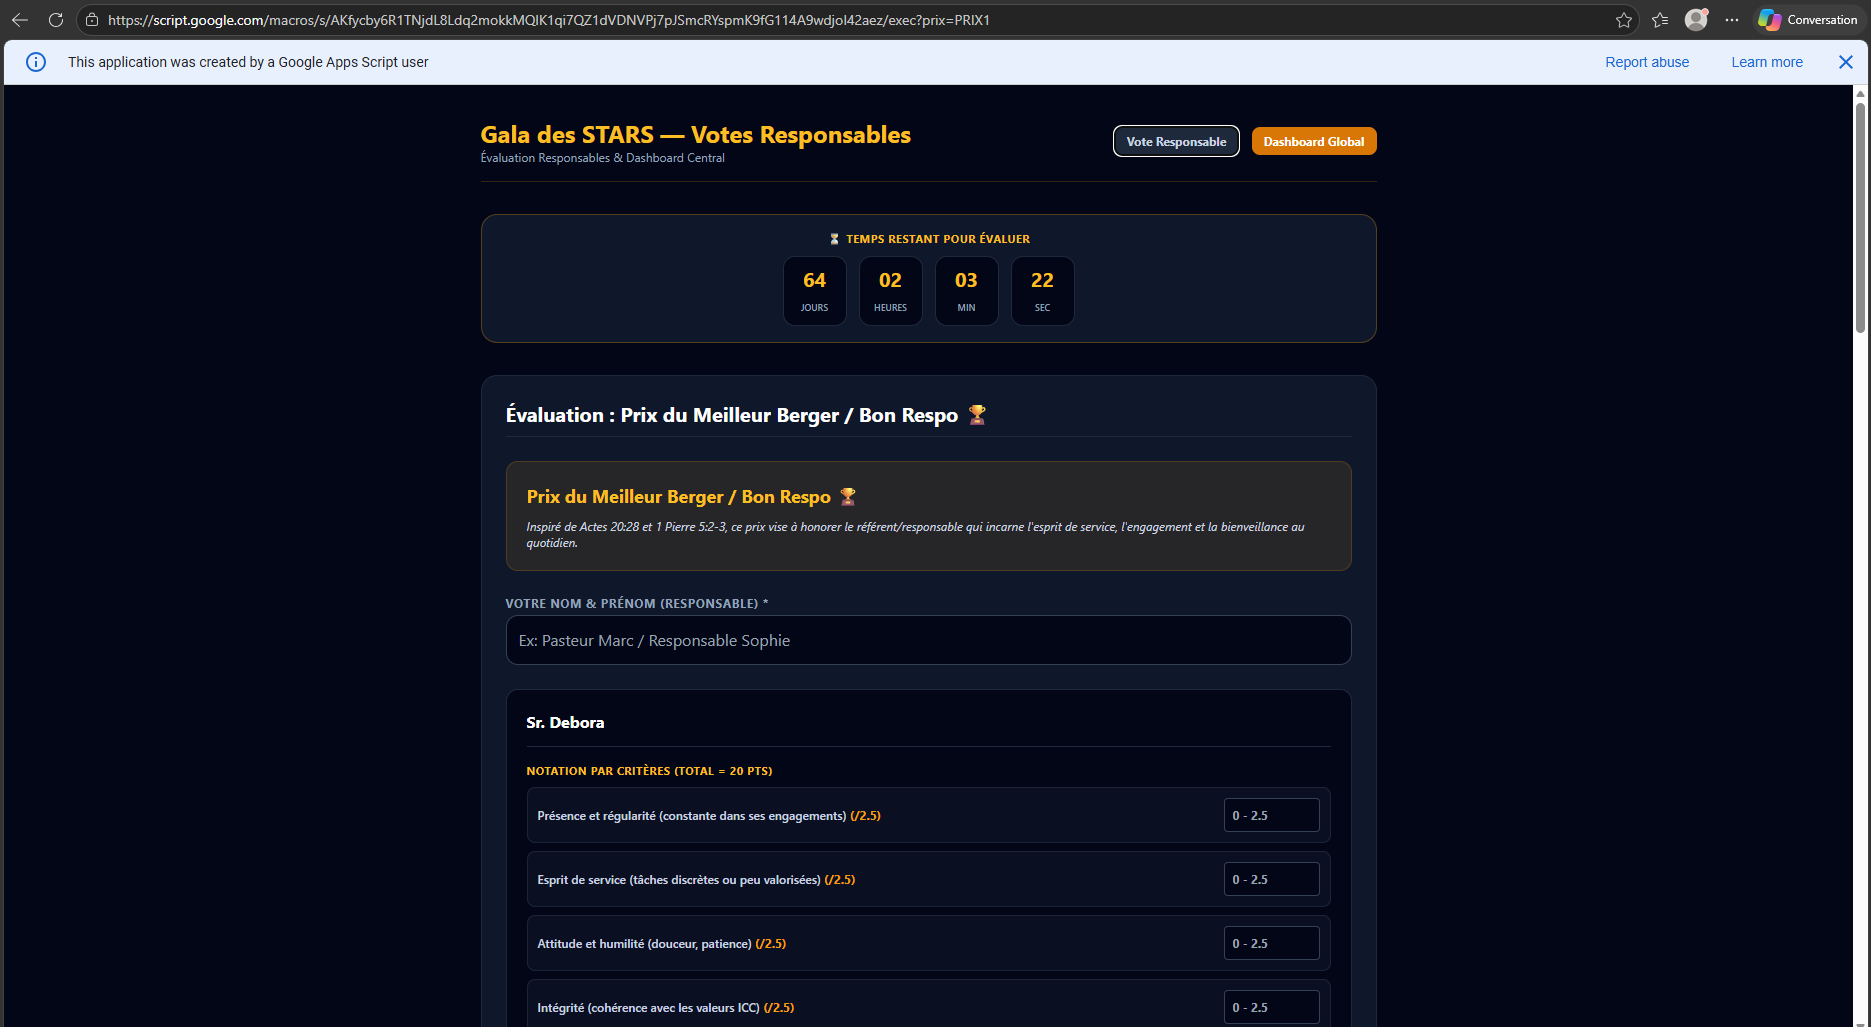 https://script.google.com/macros/s/AKfycby6R1TNjdL8Ldq2mokkMQIK1qi7QZ1dVDNVPj7pJSmcRYspmK9fG114A9wdjol42aez/exec?prix=PRIX1
Conversation
This application was created by a Google Apps Script user
Report abuse
Learn more
Gala des STARS — Votes Responsables
Évaluation Responsables & Dashboard Central
Vote Responsable
Dashboard Global
⏳ TEMPS RESTANT POUR ÉVALUER
64 02 03 22
JOURS HEURES MIN SEC
Évaluation : Prix du Meilleur Berger / Bon Respo 🏆
Prix du Meilleur Berger / Bon Respo 🏆
Inspiré de Actes 20:28 et 1 Pierre 5:2-3, ce prix vise à honorer le référent/responsable qui incarne l'esprit de service, l'engagement et la bienveillance au
quotidien.
VOTRE NOM & PRÉNOM (RESPONSABLE) *
Ex: Pasteur Marc / Responsable Sophie
Sr. Debora
NOTATION PAR CRITÈRES (TOTAL = 20 PTS)
Présence et régularité (constante dans ses engagements) (/2.5) 0 - 2.5
Esprit de service (tâches discrètes ou peu valorisées) (/2.5) 0 - 2.5
Attitude et humilité (douceur, patience) (/2.5) 0 - 2.5
Intégrité (cohérence avec les valeurs ICC) (/2.5) 0 - 2.5